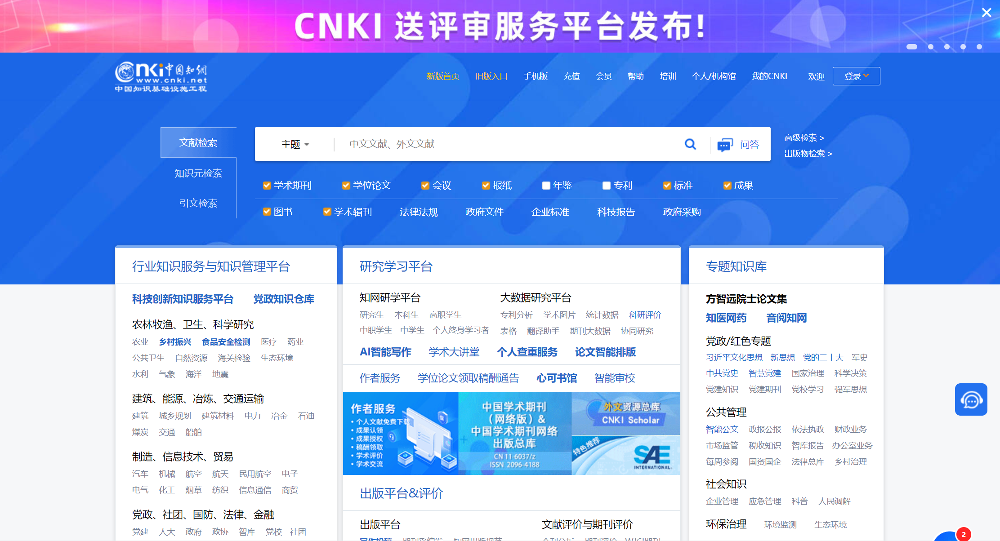 CNKI 送评审服务平台发布!
Cnki中国知网
www.cnki.net
中国知识基础设施工程
新版首页 旧版入口 手机版 充值 会员 帮助 培训 个人/机构馆 我的CNKI 欢迎 登录
文献检索
知识元检索
引文检索
主题 中文文献、外文文献 问答
高级检索 >
出版物检索 >
学术期刊 学位论文 会议 报纸 年鉴 专利 标准 成果
图书 学术辑刊 法律法规 政府文件 企业标准 科技报告 政府采购
行业知识服务与知识管理平台
科技创新知识服务平台 党政知识仓库
农林牧渔、卫生、科学研究
农业 乡村振兴 食品安全检测 医疗 药业
公共卫生 自然资源 海关检验 生态环境
水利 气象 海洋 地震
建筑、能源、冶炼、交通运输
建筑 城乡规划 建筑材料 电力 冶金 石油
煤炭 交通 船舶
制造、信息技术、贸易
汽车 机械 航空 航天 民用航空 电子
电气 化工 烟草 纺织 信息通信 商贸
党政、社团、国防、法律、金融
党建 人大 政府 政协 智库 党校 社团
研究学习平台
知网研学平台
研究生 本科生 高职学生
中职学生 中学生 个人终身学习者
大数据研究平台
专利分析 学术图片 统计数据 科研评价
表格 翻译助手 期刊大数据 协同研究
AI智能写作 学术大讲堂 个人查重服务 论文智能排版
作者服务 学位论文领取稿酬通告 心可书馆 智能审校
作者服务
• 个人文献免费下载
• 成果认领
• 成果授权
• 稿酬领取
• 学术评价
• 学术交流
中国学术期刊
（网络版）&
中国学术期刊网络
出版总库
CN 11-6037/z
ISSN 2096-4188
外文资源总库
CNKI Scholar
特色推荐
SAE
INTERNATIONAL.
出版平台&评价
出版平台
写作投稿 期刊采编发 知网出版规范
文献评价与期刊评价
个刊分析 期刊评价 WJCI期刊
专题知识库
方智远院士论文集
知医网药 音阅知网
党政/红色专题
习近平文化思想 新思想 党的二十大 军史
中共党史 智慧党建 国家治理 科学决策
党建知识 党建期刊 党校学习 强军思想
公共管理
智能公文 政报公报 依法执政 财政业务
市场监管 税收知识 智库报告 办公室业务
每周参阅 国资国企 法律总库 乡村治理
社会知识
企业管理 应急管理 科普 人民调解
环保治理 环境监测 生态环境
2